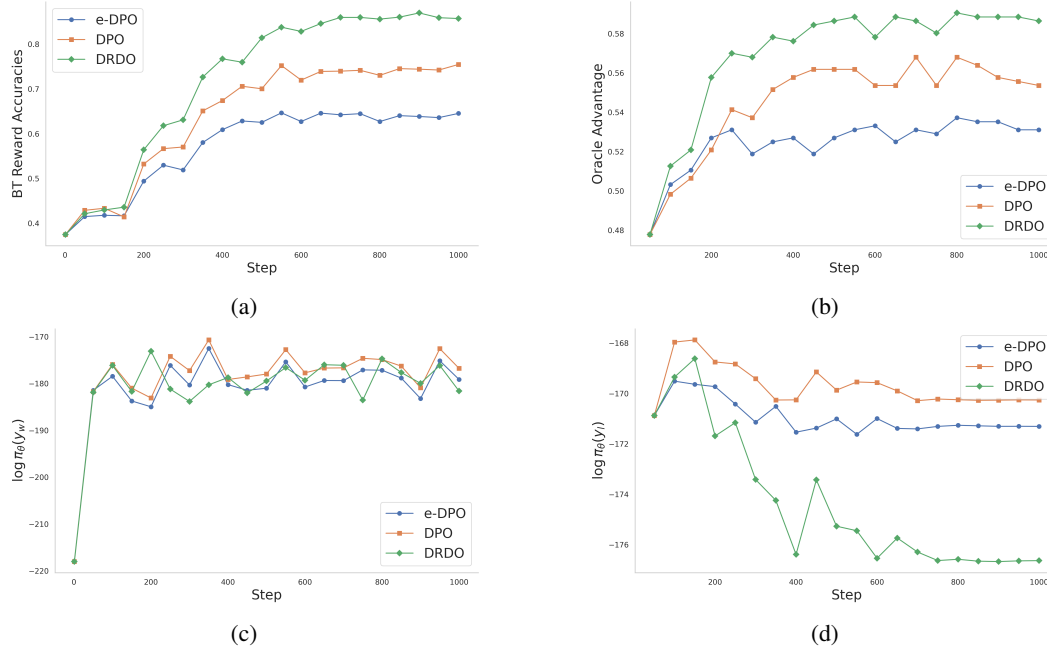 e-DPO
DPO
DRDO
BT Reward Accuracies
0.8
0.7
0.6
0.5
0.4
0 200 400 600 800 1000
Step
(a)
Oracle Advantage
0.58
0.56
0.54
0.52
0.50
0.48
200 400 600 800 1000
Step
e-DPO
DPO
DRDO
(b)
log πθ(yw)
−170
−180
−190
−200
−210
−220
0 200 400 600 800 1000
Step
e-DPO
DPO
DRDO
(c)
log πθ(yl)
−168
−170
−172
−174
−176
200 400 600 800 1000
Step
e-DPO
DPO
DRDO
(d)